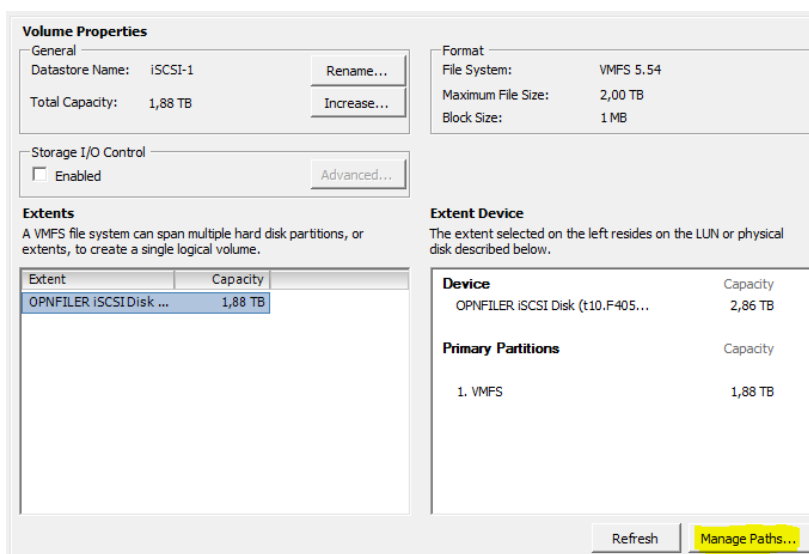 Volume Properties
General
Datastore Name: iSCSI-1
Rename...
Total Capacity: 1,88 TB
Increase...
Format
File System: VMFS 5.54
Maximum File Size: 2,00 TB
Block Size: 1 MB
Storage I/O Control
Enabled
Advanced...
Extents
A VMFS file system can span multiple hard disk partitions, or
extents, to create a single logical volume.
Extent Capacity
OPNFILER iSCSI Disk ... 1,88 TB
Extent Device
The extent selected on the left resides on the LUN or physical
disk described below.
Device Capacity
OPNFILER iSCSI Disk (t10.F405... 2,86 TB
Primary Partitions Capacity
1. VMFS 1,88 TB
Refresh
Manage Paths...